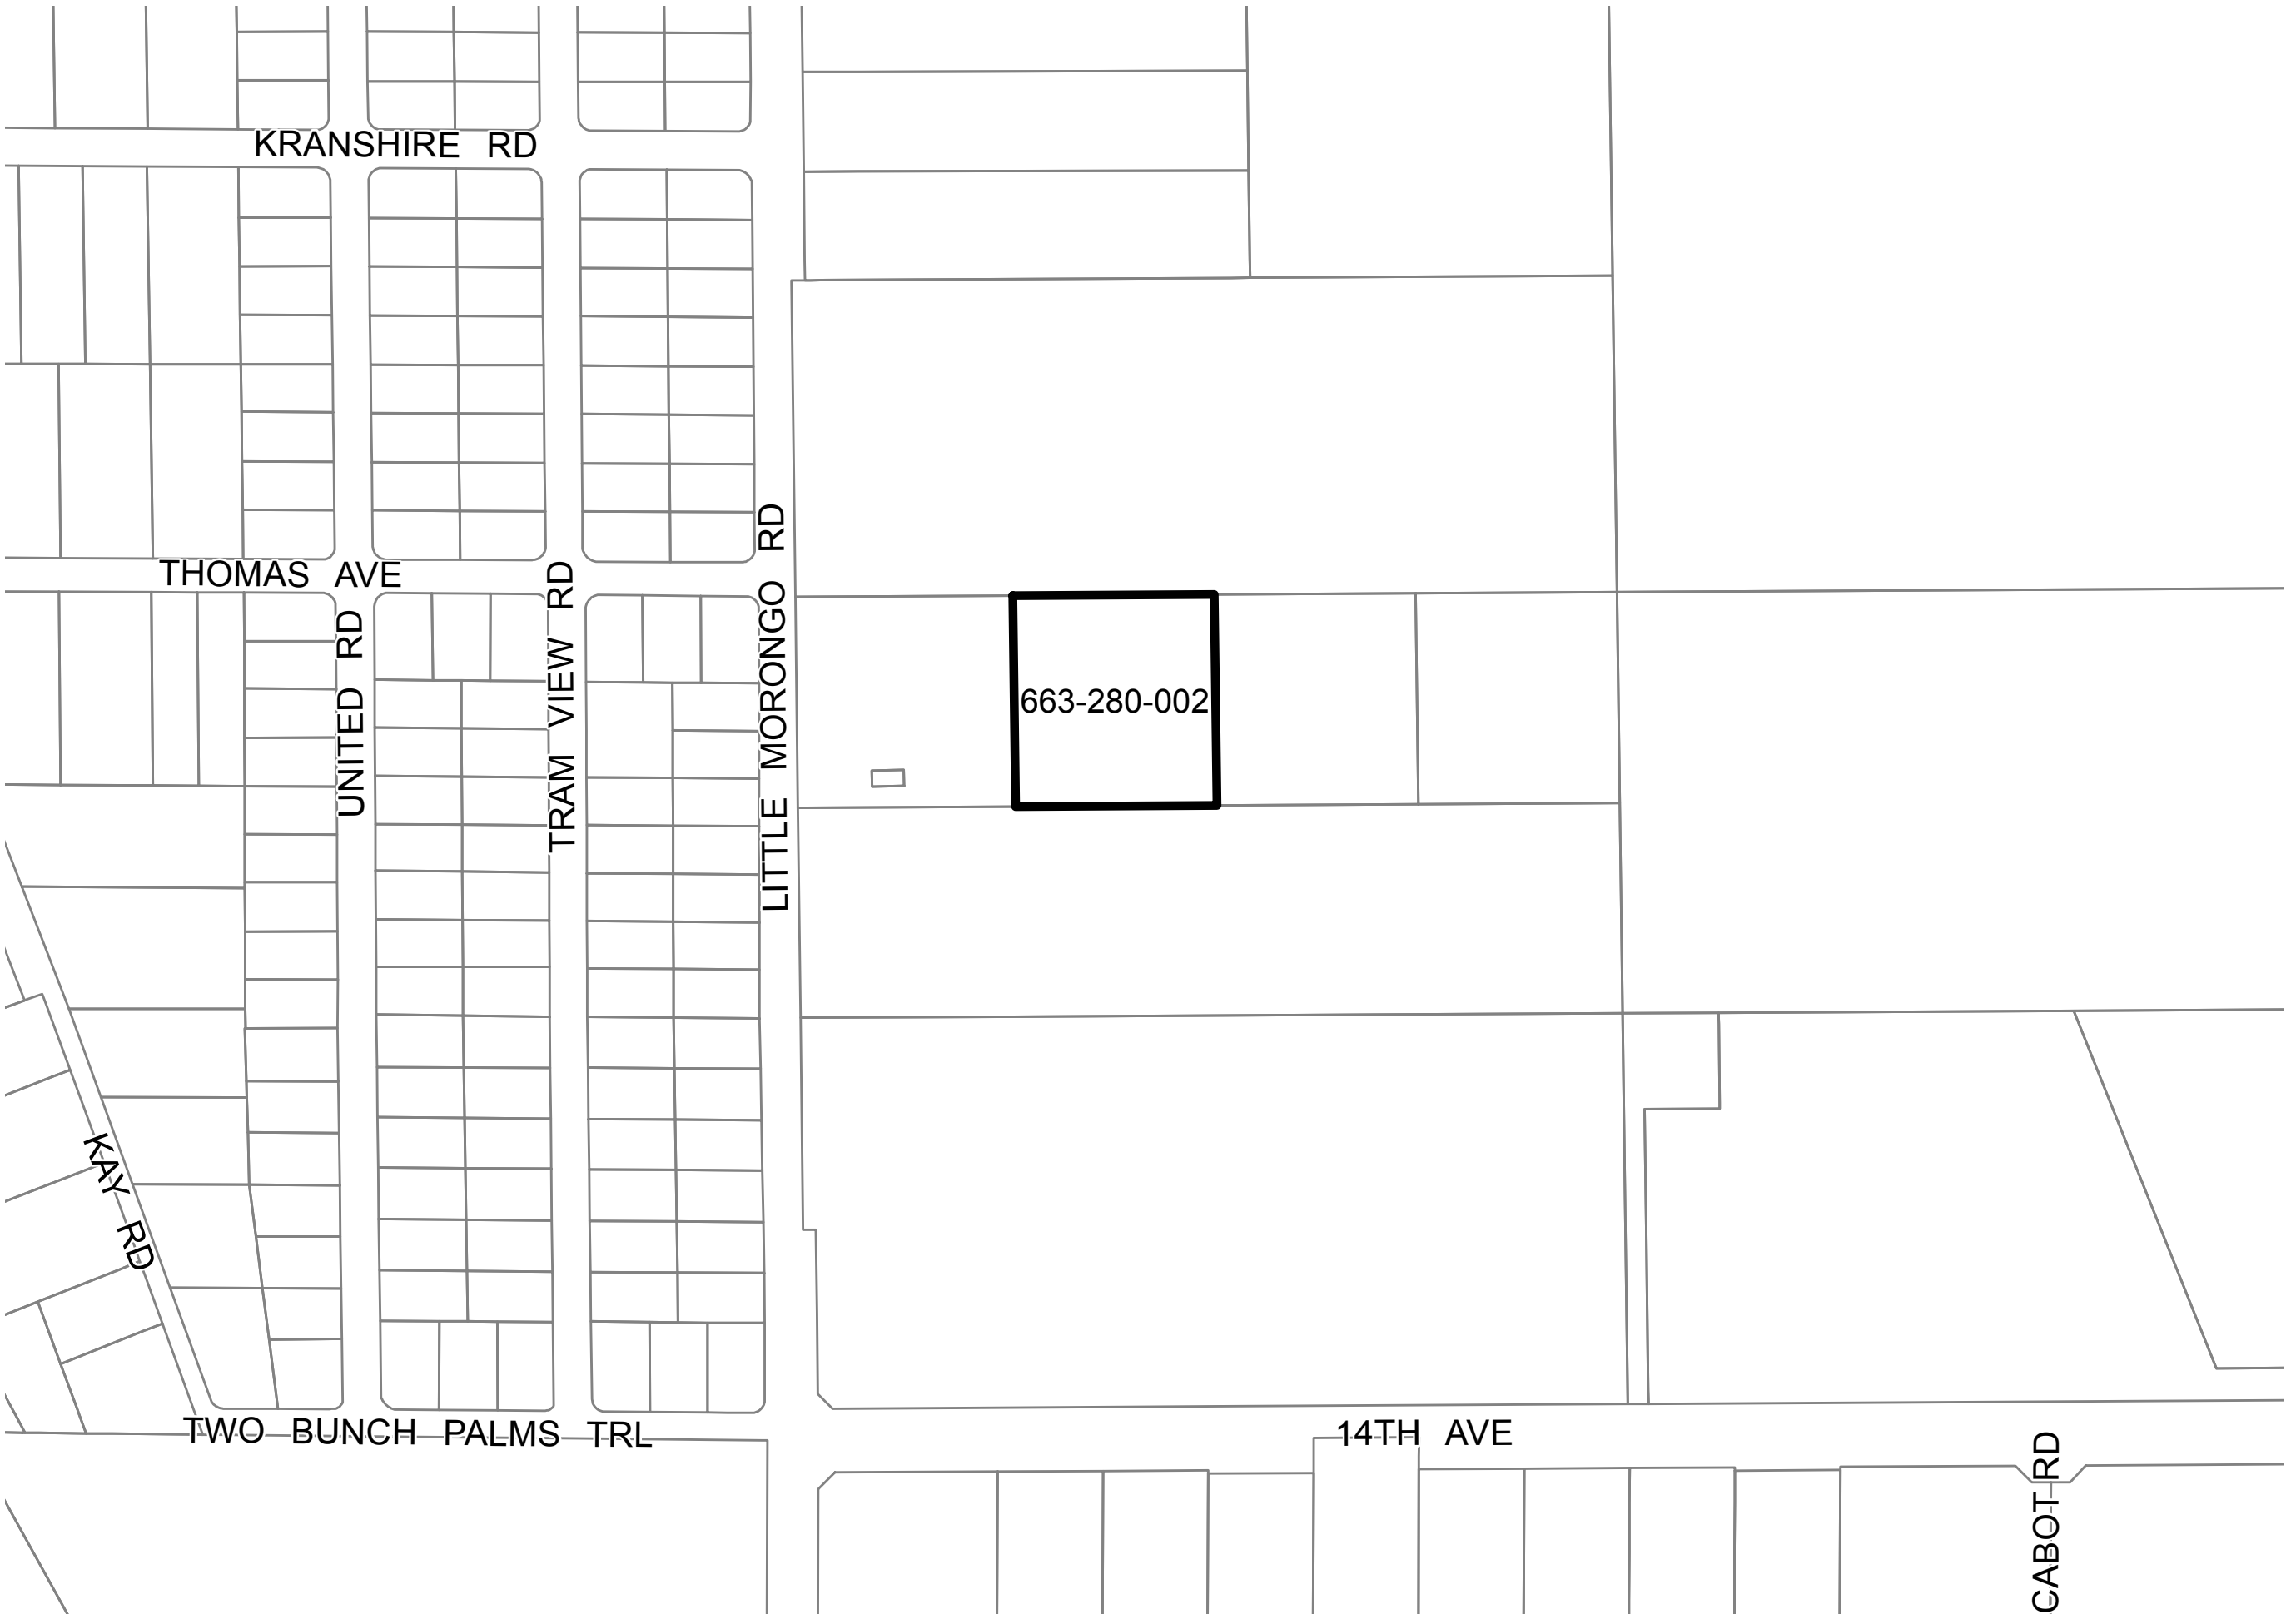 KRANSHIRE RD
THOMAS AVE
UNITED RD
TRAM VIEW RD
LITTLE MORONGO RD
663-280-002
KAY RD
TWO BUNCH PALMS TRL
14TH AVE
CABOT RD